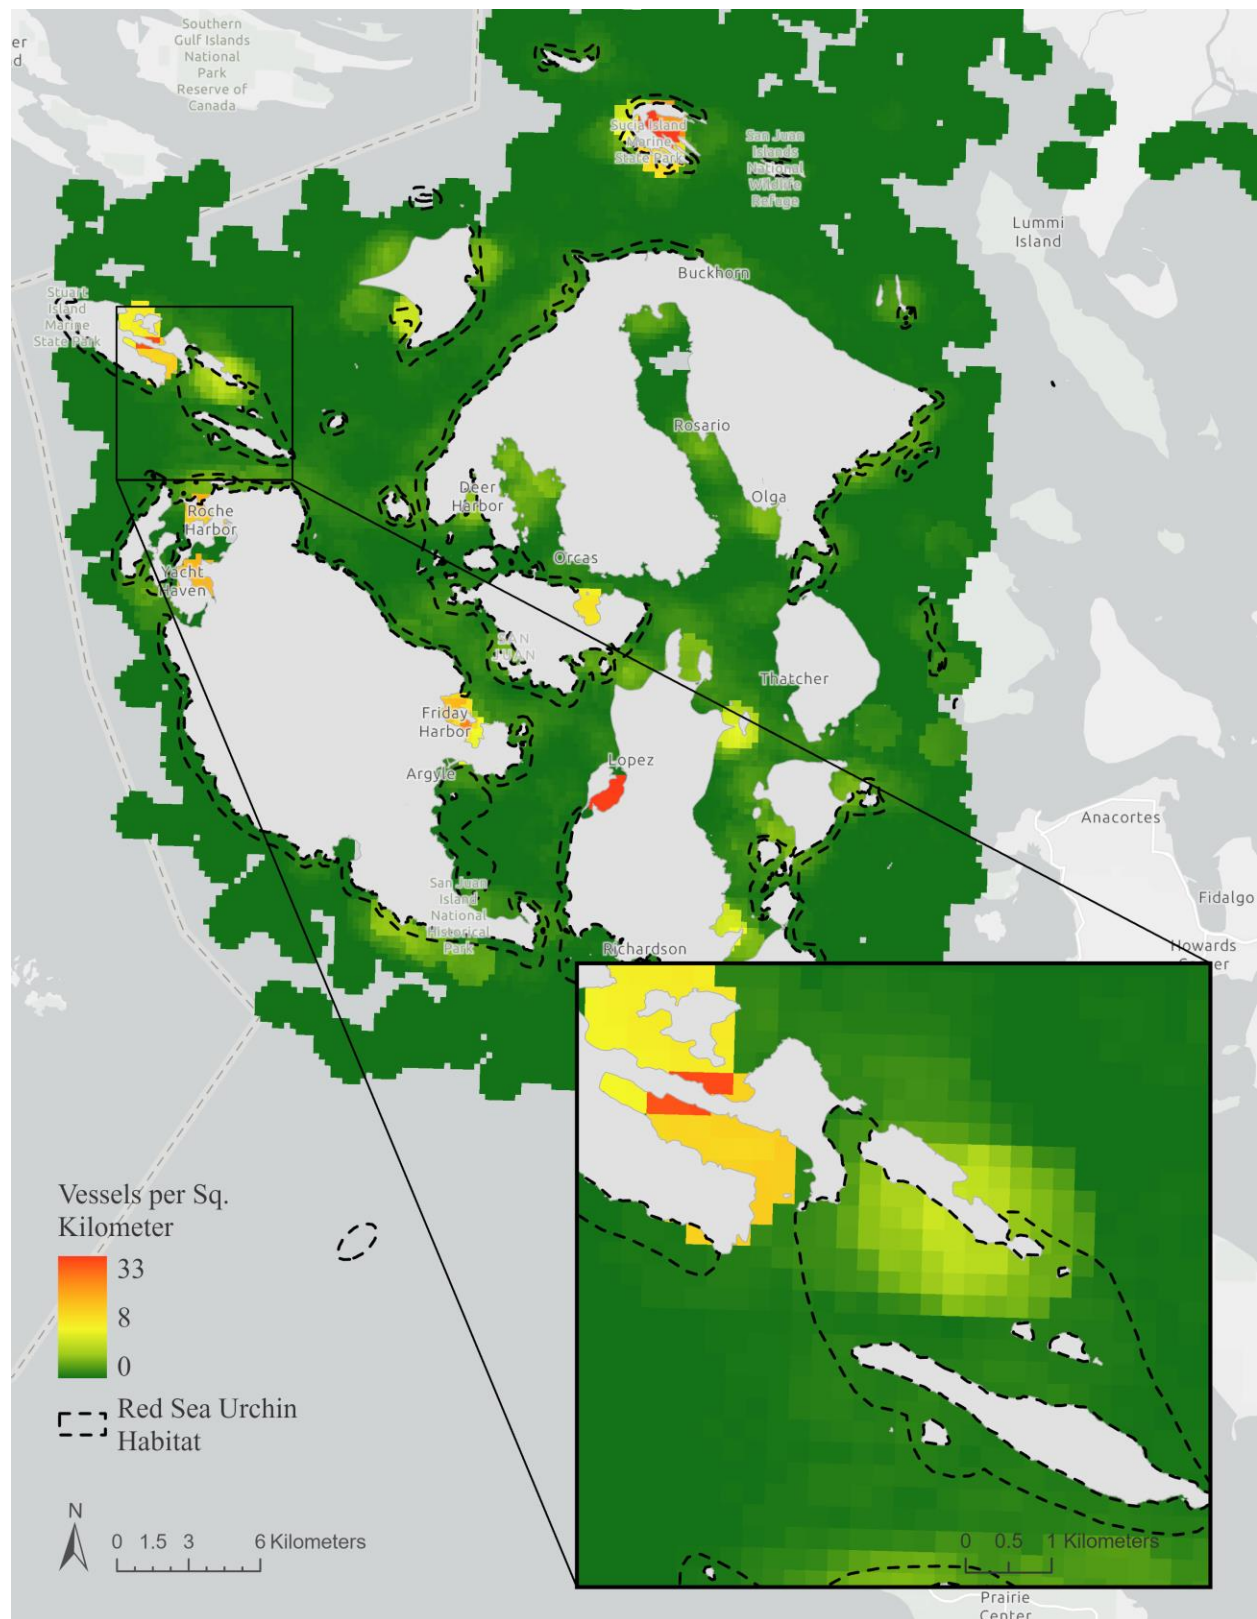 Southern
Gulf Islands
National
Park
Reserve of
Canada
er
d
Sucia Island
Marine
State Park
San Juan
Islands
National
Wildlife
Refuge
Lummi
Island
Buckhorn
Stuart
Island
Marine
State Park
Rosario
Deer
Harbor
Olga
Roche
Harbor
Orcas
Yacht
Haven
SAN
JUAN
Thatcher
Friday
Harbor
Lopez
Argyle
Anacortes
San Juan
Island
National
Historical
Park
Fidalgo
Richardson
Howards
Vessels per Sq.
Kilometer
33
8
0
Red Sea Urchin
Habitat
N
0 1.5 3 6 Kilometers
0 0.5 1 Kilometers
Prairie
Center